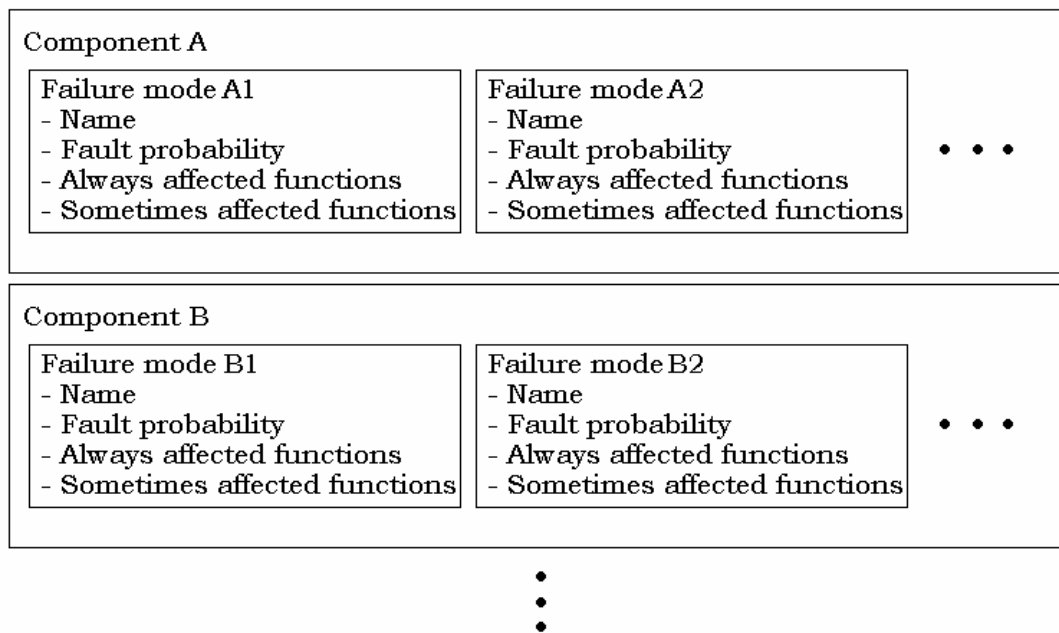 Component A
Failure mode A1
- Name
- Fault probability
- Always affected functions
- Sometimes affected functions
Failure mode A2
- Name
- Fault probability
- Always affected functions
- Sometimes affected functions
Component B
Failure mode B1
- Name
- Fault probability
- Always affected functions
- Sometimes affected functions
Failure mode B2
- Name
- Fault probability
- Always affected functions
- Sometimes affected functions